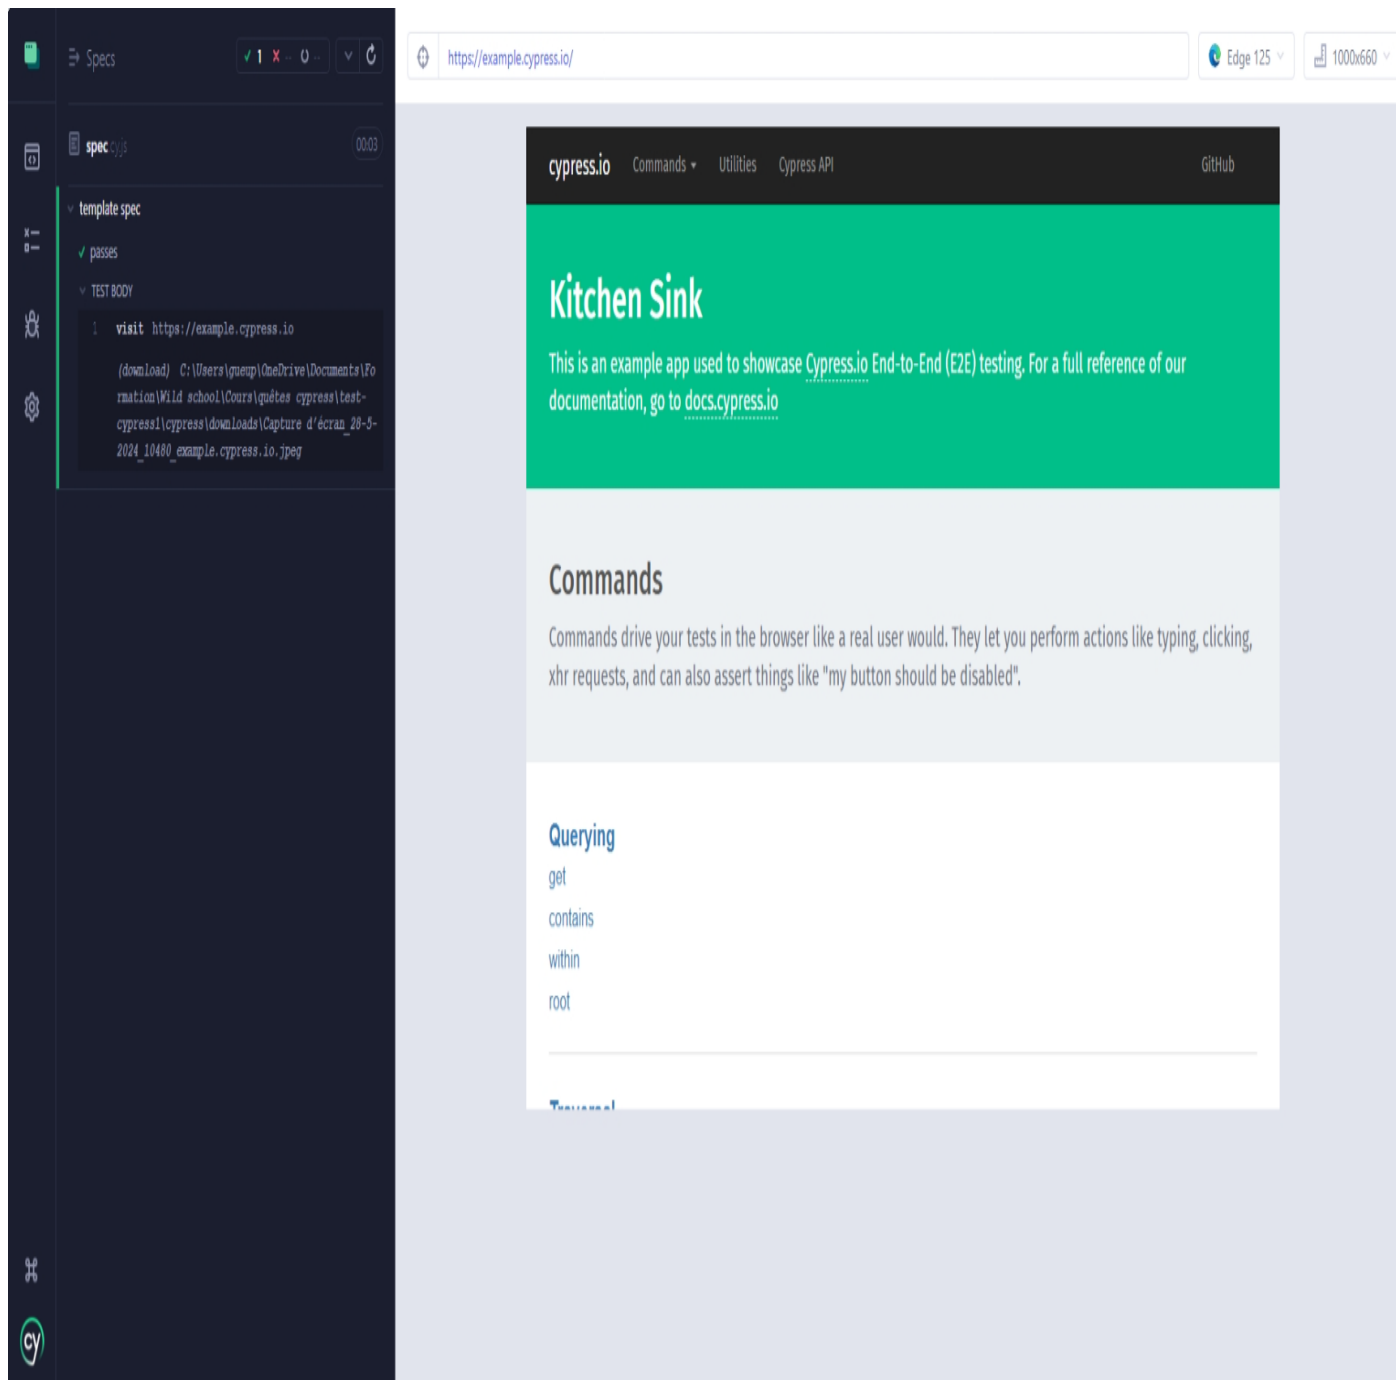 Specs
✓ 1 ✗ -- --
https://example.cypress.io/
Edge 125
1000x660
spec cy.js
00:03
template spec
✓ passes
TEST BODY
1 visit https://example.cypress.io
(download) C:\Users\gueup\OneDrive\Documents\Fo
rmation\Wild school\Cours\quêtes cypress\test-
cypress1\cypress\downloads\Capture d'écran_28-5-
2024_10480_example.cypress.io.jpeg
cy
cypress.io Commands Utilities Cypress API GitHub
Kitchen Sink
This is an example app used to showcase Cypress.io End-to-End (E2E) testing. For a full reference of our
documentation, go to docs.cypress.io
Commands
Commands drive your tests in the browser like a real user would. They let you perform actions like typing, clicking,
xhr requests, and can also assert things like "my button should be disabled".
Querying
get
contains
within
root